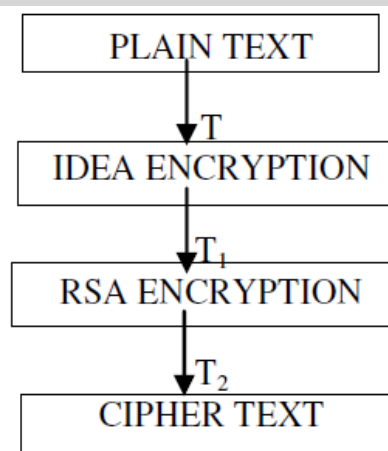 PLAIN TEXT
T
IDEA ENCRYPTION
T₁
RSA ENCRYPTION
T₂
CIPHER TEXT